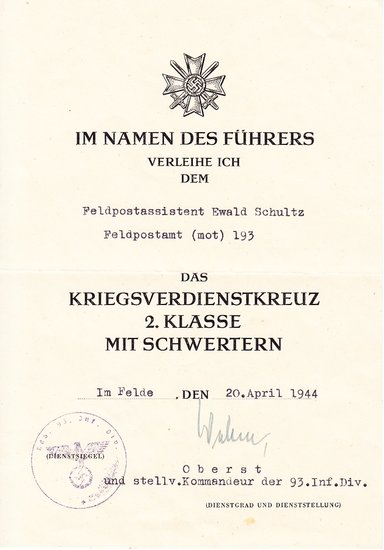 IM NAMEN DES FÜHRERS
VERLEIHE ICH
DEM
Feldpostassistent Ewald Schultz
Feldpostamt (mot) 193
DAS
KRIEGSVERDIENSTKREUZ
2. KLASSE
MIT SCHWERTERN
Im Felde , DEN 20.April 1944
(DIENSTSIEGEL)
Oberst
und stellv.Kommandeur der 93.Inf.Div.
(DIENSTGRAD UND DIENSTSTELLUNG)